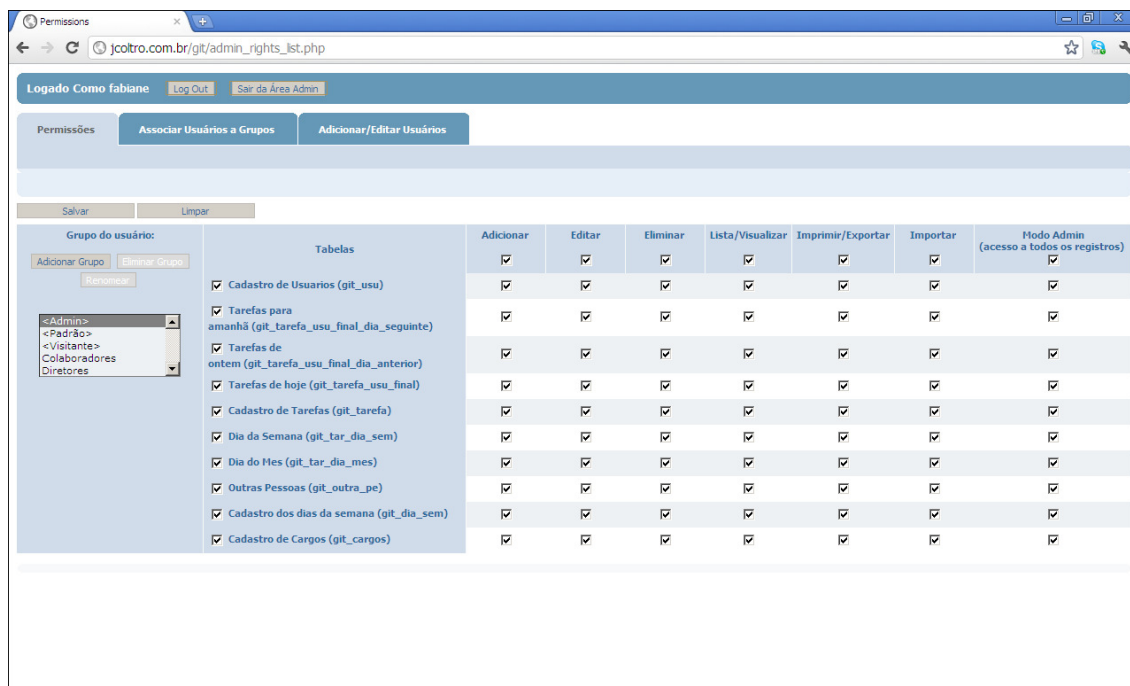 Permissions
jcoltro.com.br/git/admin_rights_list.php
Logado Como fabiane Log Out Sair da Área Admin
Permissões Associar Usuários a Grupos Adicionar/Editar Usuários
Salvar Limpar
Grupo do usuário:
Adicionar Grupo Eliminar Grupo
Renomear
<Admin>
<Padrão>
<Visitante>
Colaboradores
Diretores
Tabelas
Adicionar Editar Eliminar Lista/Visualizar Imprimir/Exportar Importar Modo Admin
(acesso a todos os registros)
Cadastro de Usuarios (git_usu)
Tarefas para
amanhã (git_tarefa_usu_final_dia_seguinte)
Tarefas de
ontem (git_tarefa_usu_final_dia_anterior)
Tarefas de hoje (git_tarefa_usu_final)
Cadastro de Tarefas (git_tarefa)
Dia da Semana (git_tar_dia_sem)
Dia do Mes (git_tar_dia_mes)
Outras Pessoas (git_outra_pe)
Cadastro dos dias da semana (git_dia_sem)
Cadastro de Cargos (git_cargos)